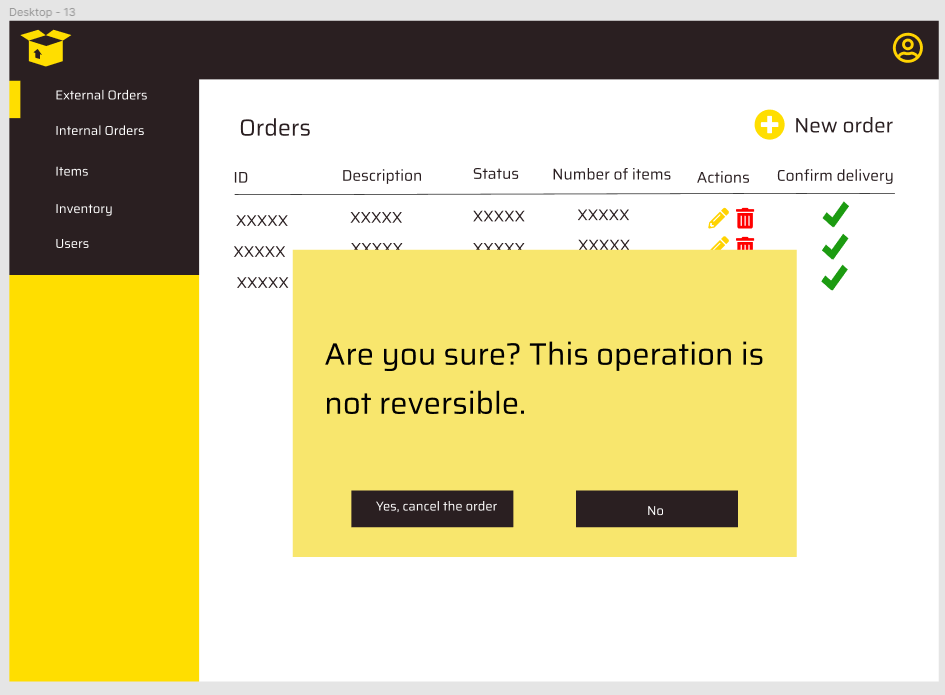 Desktop - 13
External Orders
Internal Orders
Items
Inventory
Users
Orders
New order
ID Description Status Number of items Actions Confirm delivery
XXXXX XXXXX XXXXX XXXXX
XXXXX XXXXX XXXXX XXXXX
XXXXX
Are you sure? This operation is
not reversible.
Yes, cancel the order
No